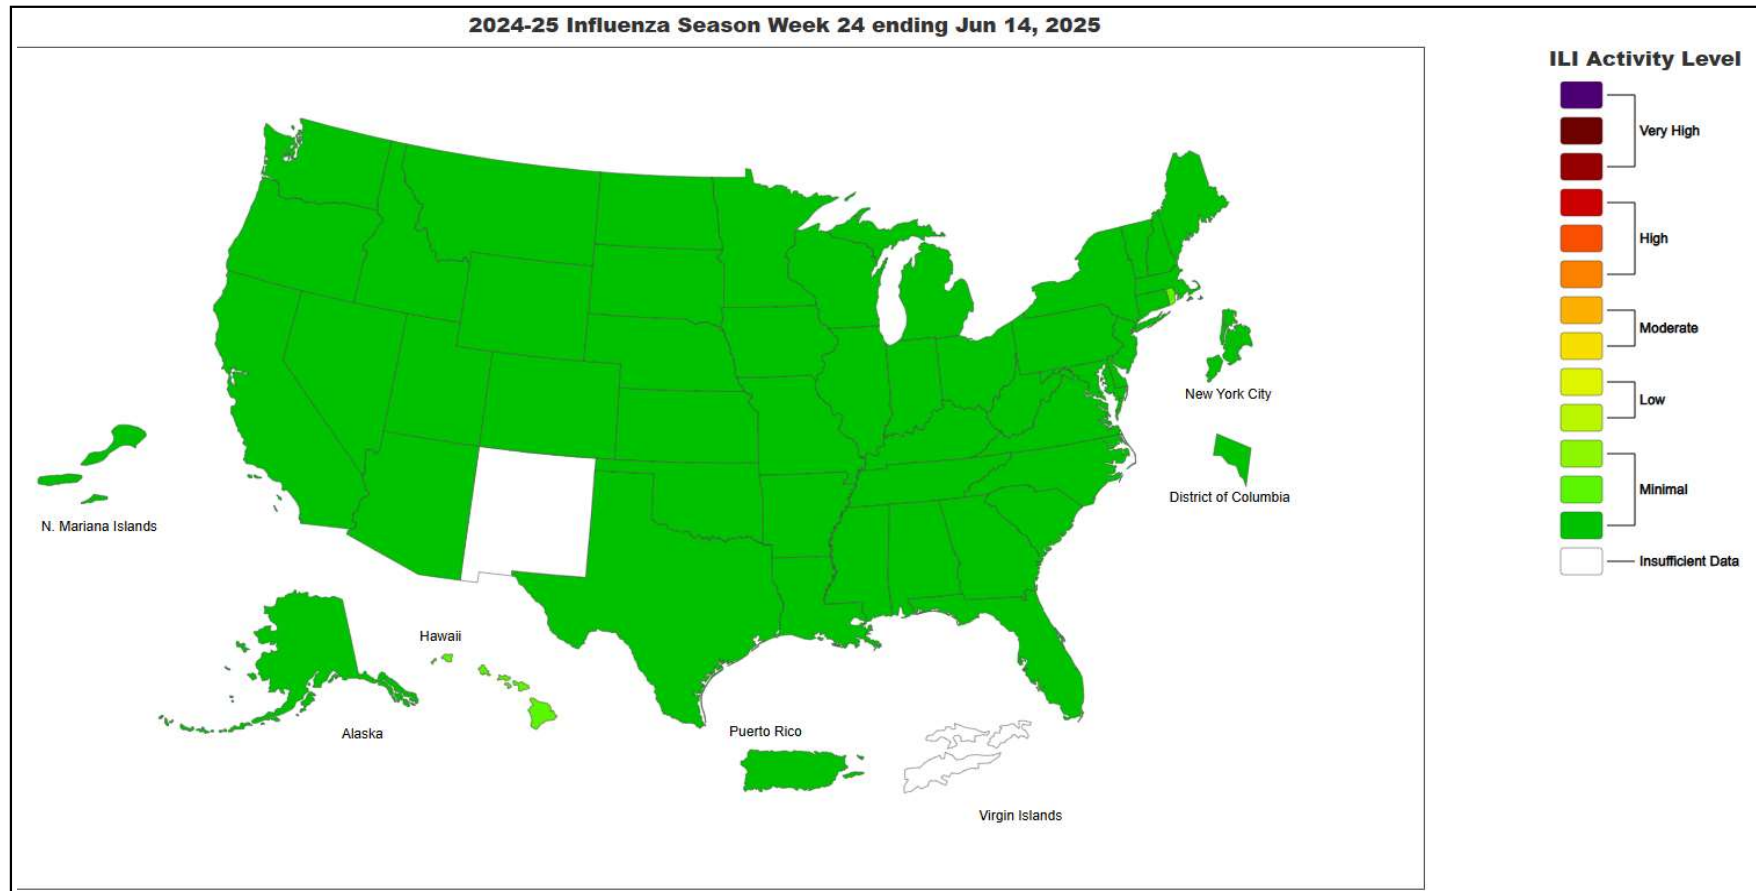 2024-25 Influenza Season Week 24 ending Jun 14, 2025
ILI Activity Level
Very High
High
Moderate
Low
Minimal
Insufficient Data
New York City
District of Columbia
N. Mariana Islands
Hawaii
Alaska
Puerto Rico
Virgin Islands